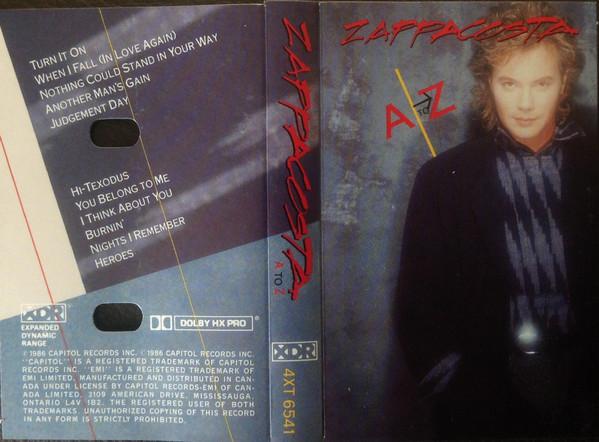 TURN IT ON
WHEN I FALL (IN LOVE AGAIN)
NOTHING COULD STAND IN YOUR WAY
ANOTHER MAN'S GAIN
JUDGEMENT DAY
HI-TEXODUS
YOU BELONG TO ME
I THINK ABOUT YOU
BURNIN'
NIGHTS I REMEMBER
HEROES
XDR
EXPANDED
DYNAMIC
RANGE
DOLBY HX PRO
℗ 1986 CAPITOL RECORDS INC. © 1986 CAPITOL RECORDS INC.
"CAPITOL" IS A REGISTERED TRADEMARK OF CAPITOL
RECORDS INC. "EMI" IS A REGISTERED TRADEMARK OF
EMI LIMITED, MANUFACTURED AND DISTRIBUTED IN CAN-
ADA UNDER LICENSE BY CAPITOL RECORDS-EMI OF CAN-
ADA LIMITED, 3109 AMERICAN DRIVE, MISSISSAUGA,
ONTARIO L4V 1B2. THE REGISTERED USER OF BOTH
TRADEMARKS. UNAUTHORIZED COPYING OF THIS RECORD
IN ANY FORM IS STRICTLY PROHIBITED.
ZAPPACOSTA
A TO Z
XDR
4XT 6541
ZAPPACOSTA
A TO Z